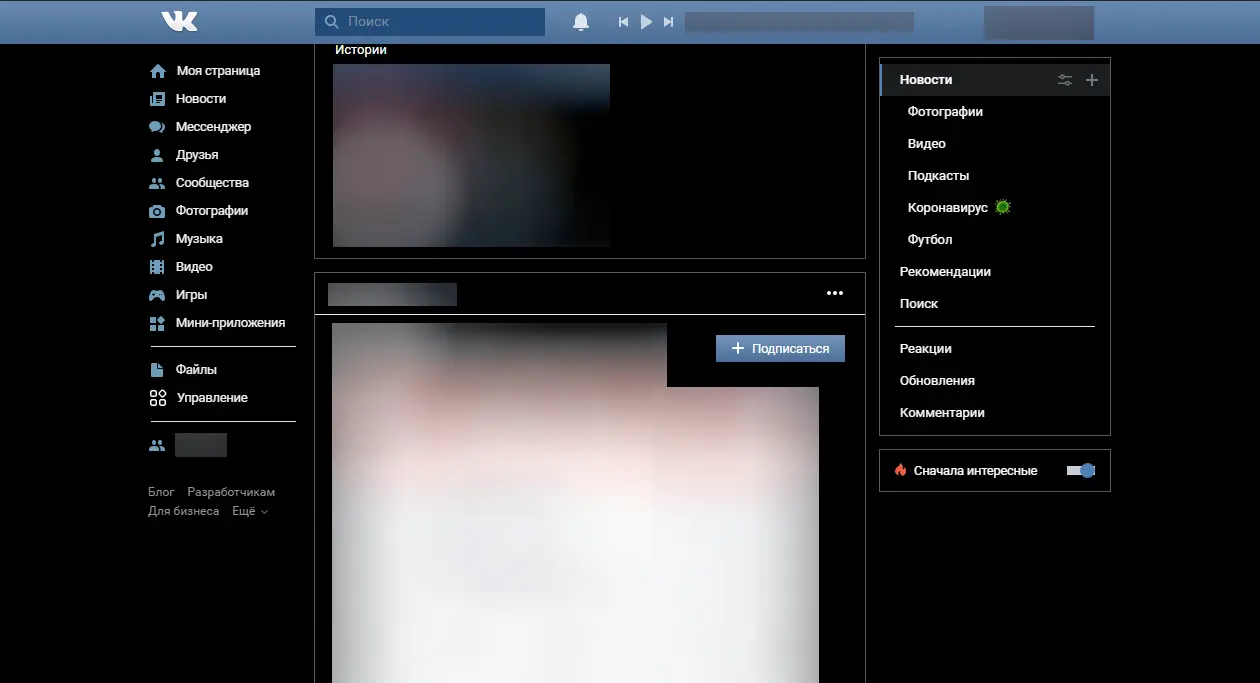 Поиск
Моя страница
Новости
Мессенджер
Друзья
Сообщества
Фотографии
Музыка
Видео
Игры
Мини-приложения
Файлы
Управление
Блог Разработчикам
Для бизнеса Ещё
Истории
Подписаться
Новости
Фотографии
Видео
Подкасты
Коронавирус
Футбол
Рекомендации
Поиск
Реакции
Обновления
Комментарии
Сначала интересные